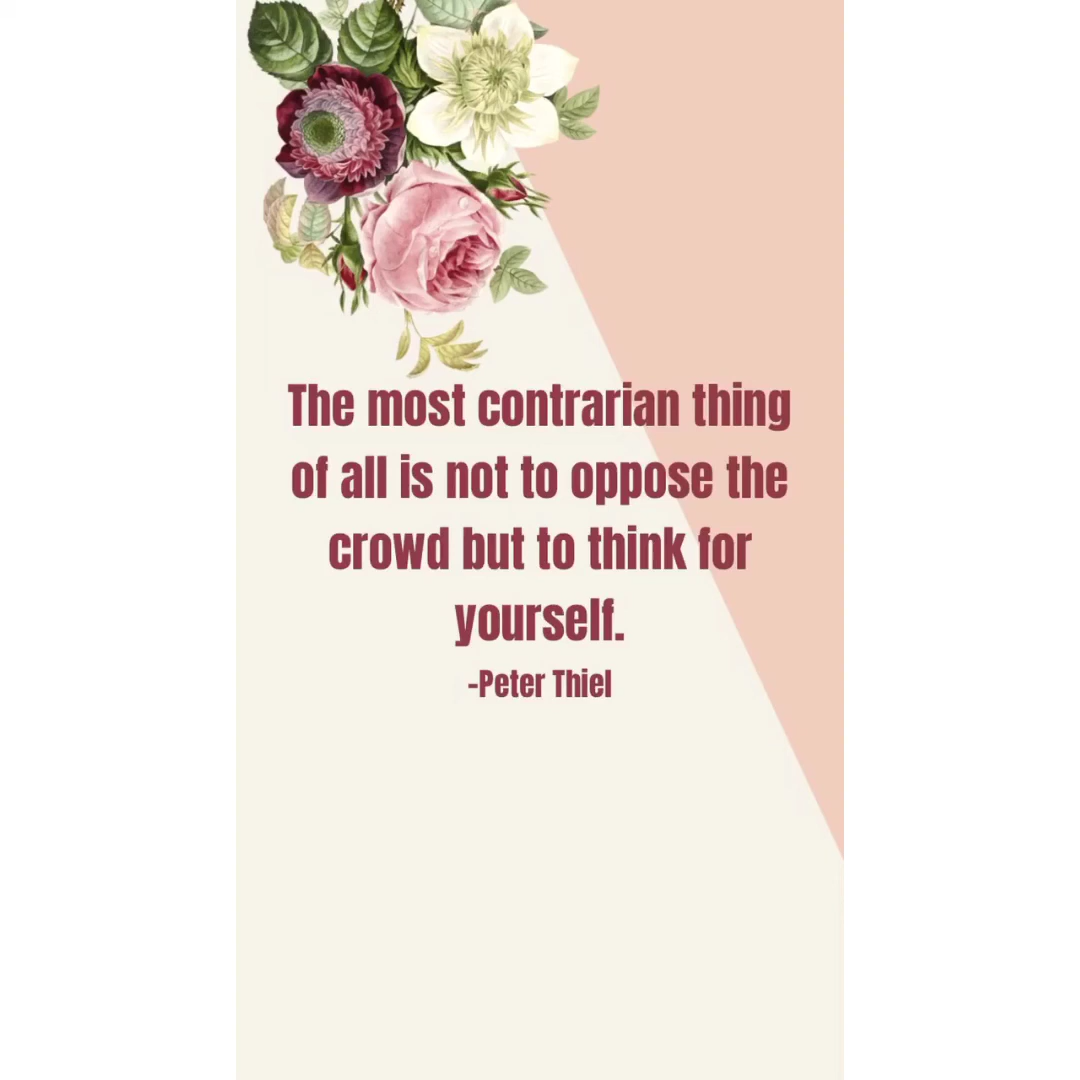 The most contrarian thing
of all is not to oppose the
crowd but to think for
yourself.
-Peter Thiel